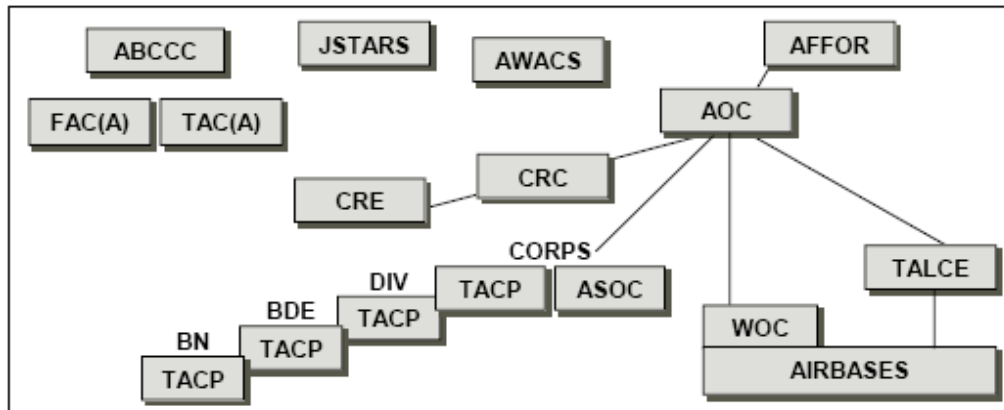 ABCCC
JSTARS
AWACS
AFFOR
FAC(A)
TAC(A)
AOC
CRE
CRC
CORPS
TALCE
DIV
TACP
ASOC
BDE
TACP
WOC
BN
TACP
AIRBASES
TACP